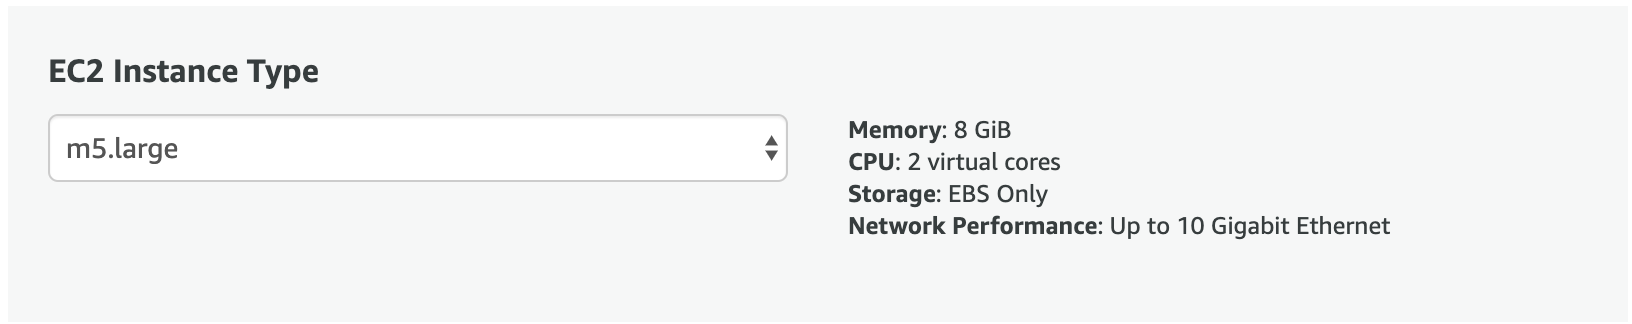 EC2 Instance Type
m5.large
Memory: 8 GiB
CPU: 2 virtual cores
Storage: EBS Only
Network Performance: Up to 10 Gigabit Ethernet